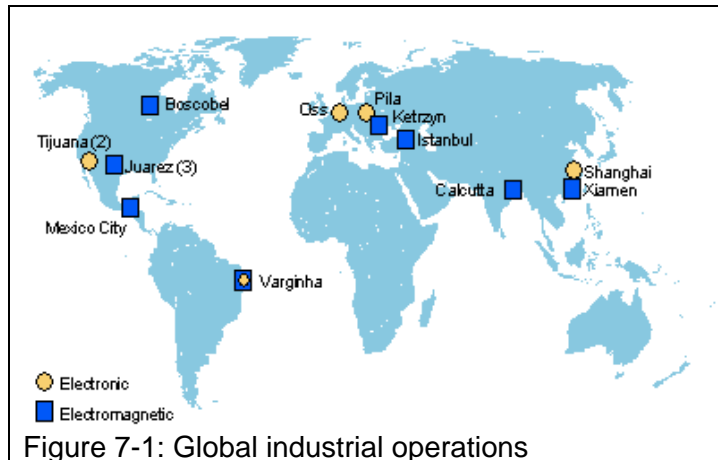 Boscobel
Oss
Pila
Ketrzyn
Istanbul
Tijuana (2)
Juarez (3)
Shanghai
Calcutta
Xiamen
Mexico City
Varginha
Electronic
Electromagnetic
Figure 7-1: Global industrial operations